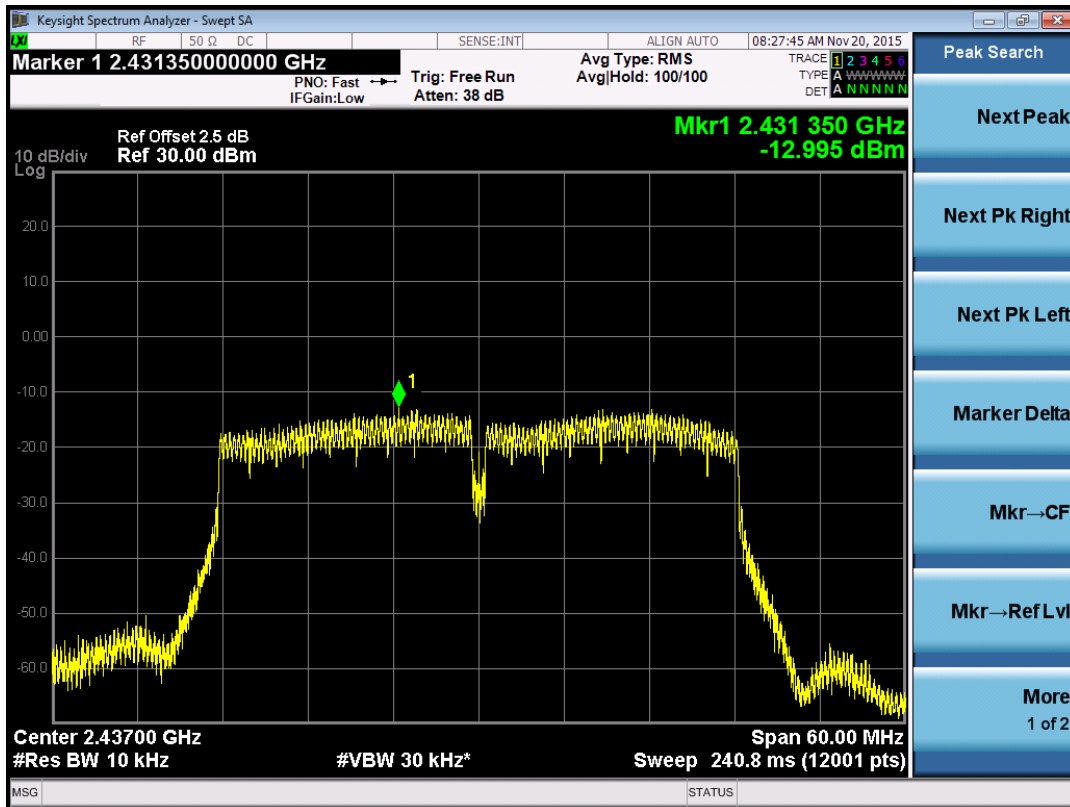 Keysight Spectrum Analyzer - Swept SA
LXI RF 50 Ω DC SENSE:INT ALIGN AUTO 08:27:45 AM Nov 20, 2015
Marker 1 2.431350000000 GHz
PNO: Fast
IFGain:Low
Trig: Free Run
Atten: 38 dB
Avg Type: RMS
Avg|Hold: 100/100
TRACE 1 2 3 4 5 6
TYPE A WWWWW
DET A N N N N N
Mkr1 2.431 350 GHz
-12.995 dBm
Ref Offset 2.5 dB
10 dB/div Ref 30.00 dBm
Log
20.0
10.0
0.00
-10.0
-20.0
-30.0
-40.0
-50.0
-60.0
1
Center 2.43700 GHz Span 60.00 MHz
#Res BW 10 kHz #VBW 30 kHz* Sweep 240.8 ms (12001 pts)
MSG STATUS
Peak Search
Next Peak
Next Pk Right
Next Pk Left
Marker Delta
Mkr→CF
Mkr→Ref Lvl
More
1 of 2